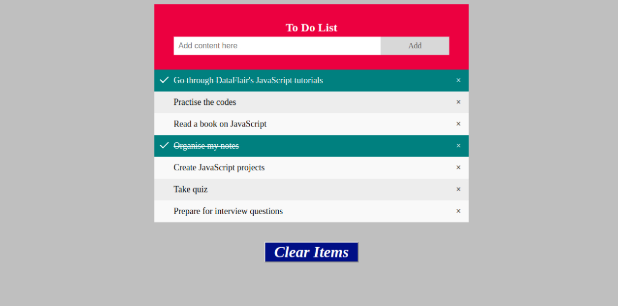 To Do List
Add content here
Add
Go through DataFlair's JavaScript tutorials ×
Practise the codes ×
Read a book on JavaScript ×
Organise my notes ×
Create JavaScript projects ×
Take quiz ×
Prepare for interview questions ×
Clear Items